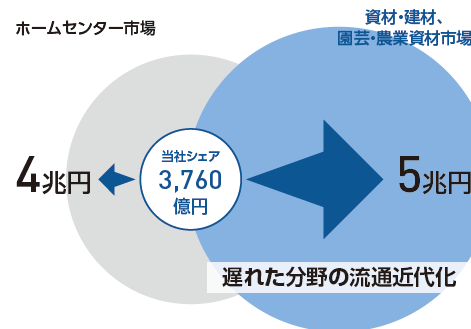 ホームセンター市場
資材・建材、
園芸・農業資材市場
4兆円
当社シェア
3,760
億円
5兆円
遅れた分野の流通近代化